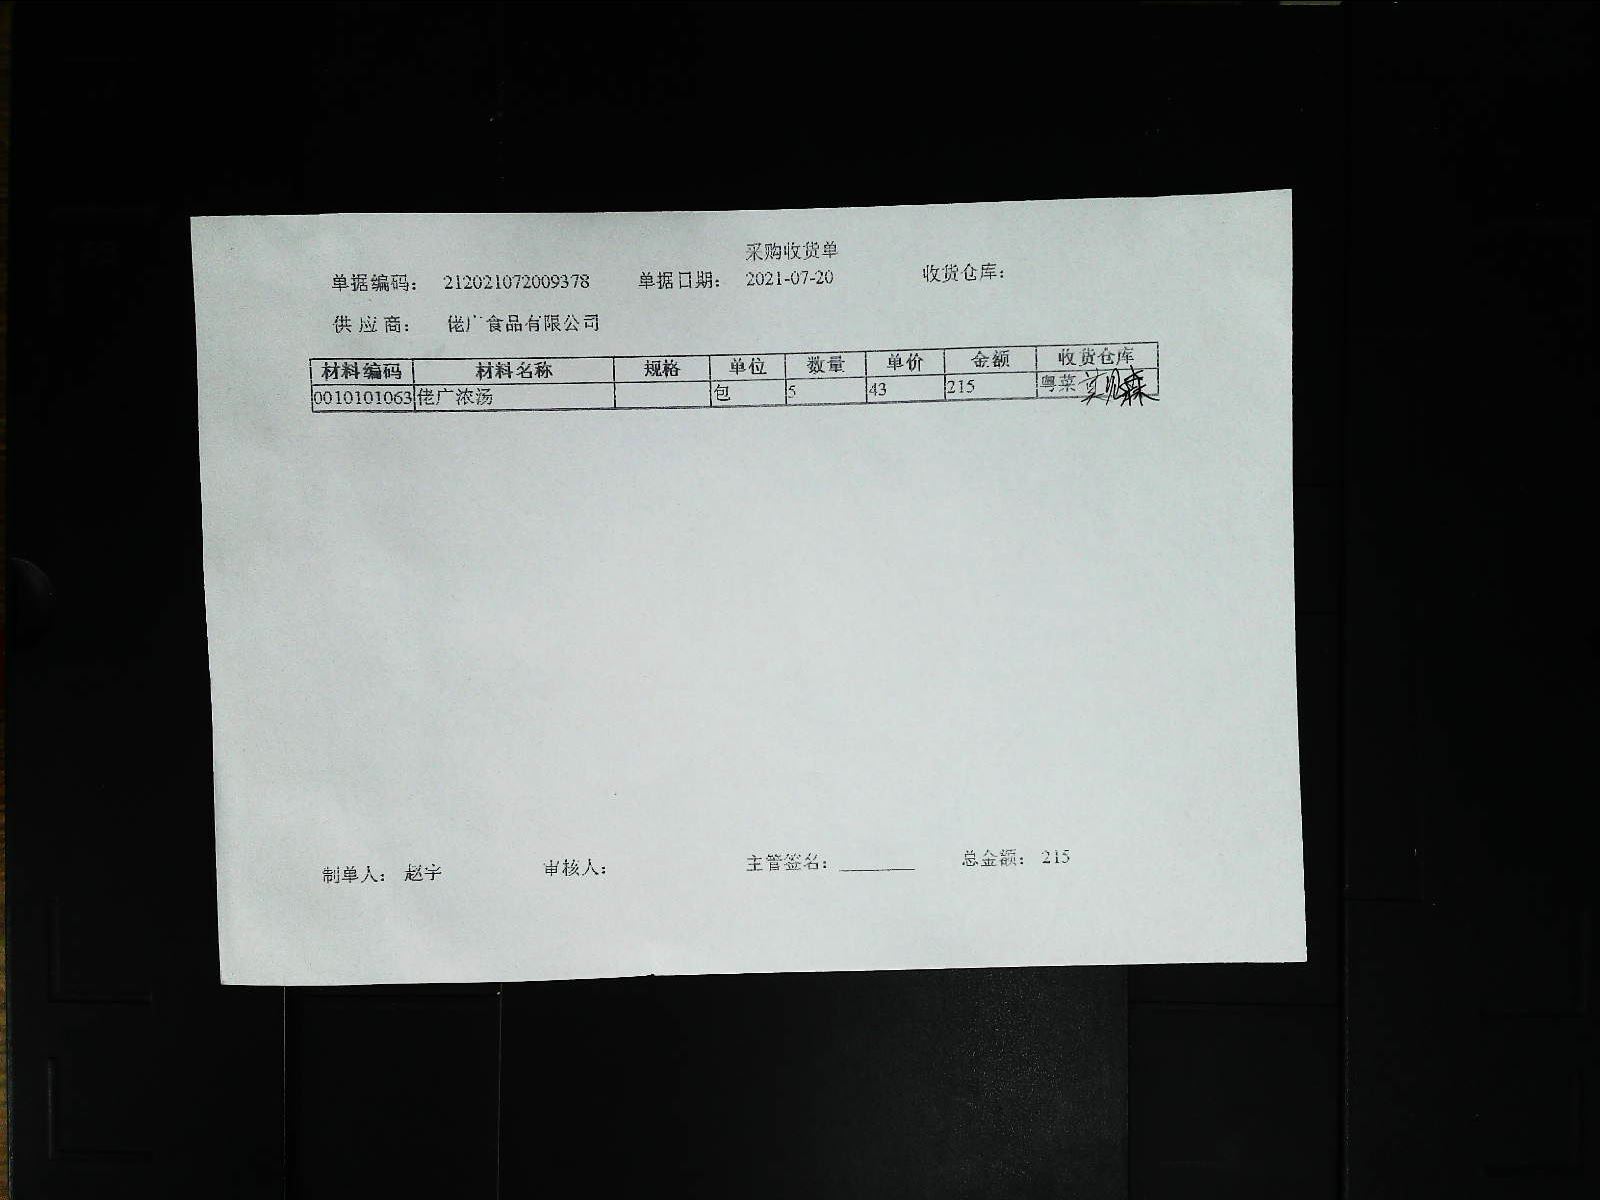 采购收货单
单据编码： 212021072009378 单据日期： 2021-07-20 收货仓库：
供 应 商： 佬广食品有限公司
材料编码 材料名称 规格 单位 数量 单价 金额 收货仓库
0010101063 佬广浓汤 包 5 43 215 粤菜
制单人： 赵宇 审核人： 主管签名： 总金额： 215